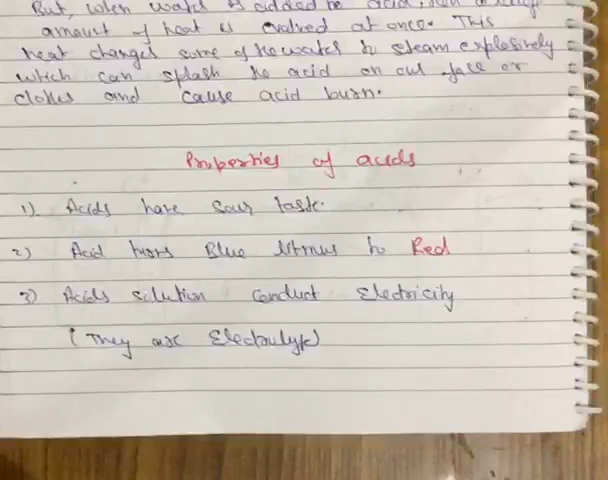 But, when water is added to acid, then a large
amount of heat is evolved at once. This
heat changes some of the water to steam explosively
which can splash the acid on our face or
clothes and cause acid burn.
Properties of acids
1) Acids have Sour taste.
2) Acid turns Blue litmus to Red
3) Acids solution conduct Electricity
(They are Electrolyte)